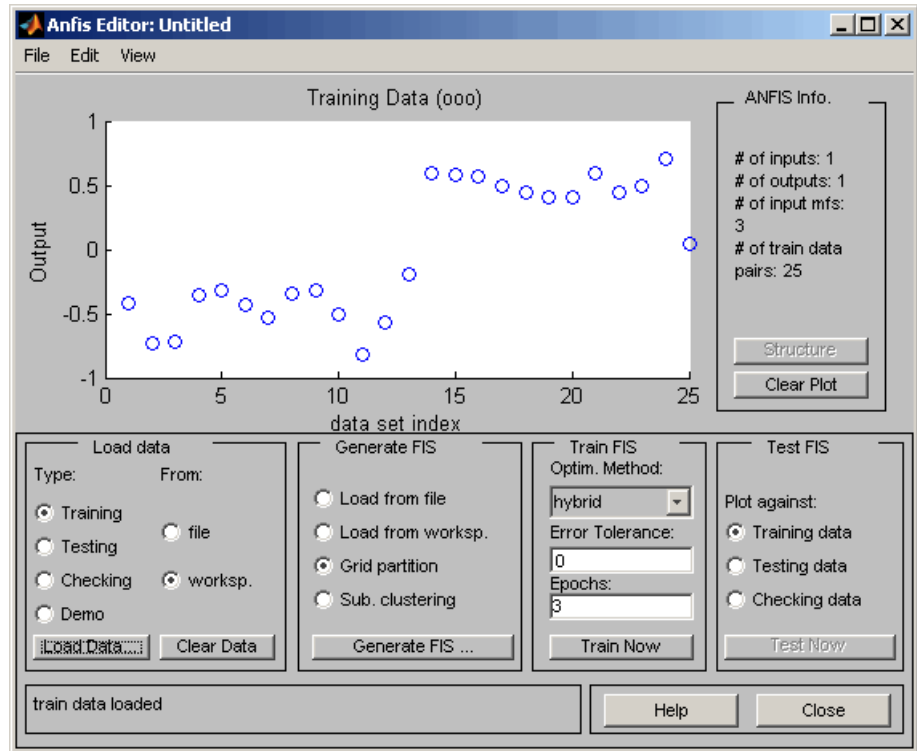 Anfis Editor: Untitled
File Edit View
Training Data (ooo)
1
0.5
0
-0.5
-1
Output
0 5 10 15 20 25
data set index
ANFIS Info.
# of inputs: 1
# of outputs: 1
# of input mfs:
3
# of train data
pairs: 25
Structure
Clear Plot
Load data
Type: From:
Training
Testing
Checking
Demo
file
worksp.
Load Data...
Clear Data
Generate FIS
Load from file
Load from worksp.
Grid partition
Sub. clustering
Generate FIS ...
Train FIS
Optim. Method:
hybrid
Error Tolerance:
0
Epochs:
3
Train Now
Test FIS
Plot against:
Training data
Testing data
Checking data
Test Now
train data loaded
Help
Close